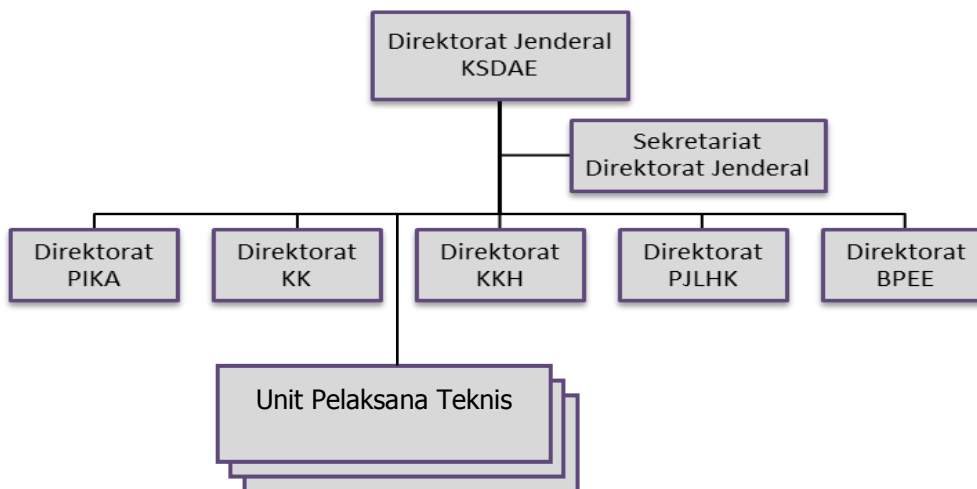 Direktorat Jenderal
KSDAE
Sekretariat
Direktorat Jenderal
Direktorat
PIKA
Direktorat
KK
Direktorat
KKH
Direktorat
PJLHK
Direktorat
BPEE
Unit Pelaksana Teknis